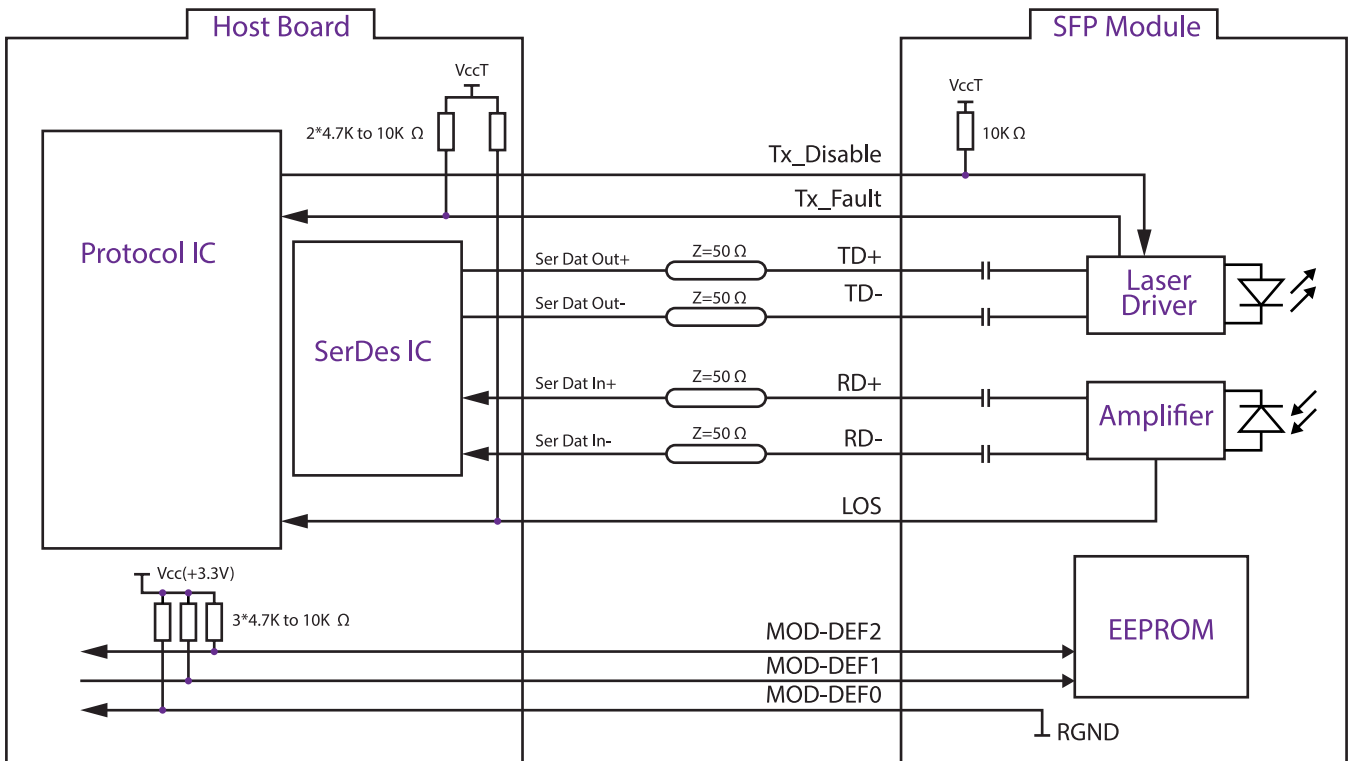 Host Board
SFP Module
VccT
VccT
2*4.7K to 10K Ω
10K Ω
Tx_Disable
Tx_Fault
Protocol IC
Ser Dat Out+
Z=50 Ω
TD+
Ser Dat Out-
Z=50 Ω
TD-
Laser
Driver
SerDes IC
Ser Dat In+
Z=50 Ω
RD+
Ser Dat In-
Z=50 Ω
RD-
Amplifier
LOS
Vcc(+3.3V)
3*4.7K to 10K Ω
MOD-DEF2
MOD-DEF1
MOD-DEF0
EEPROM
RGND